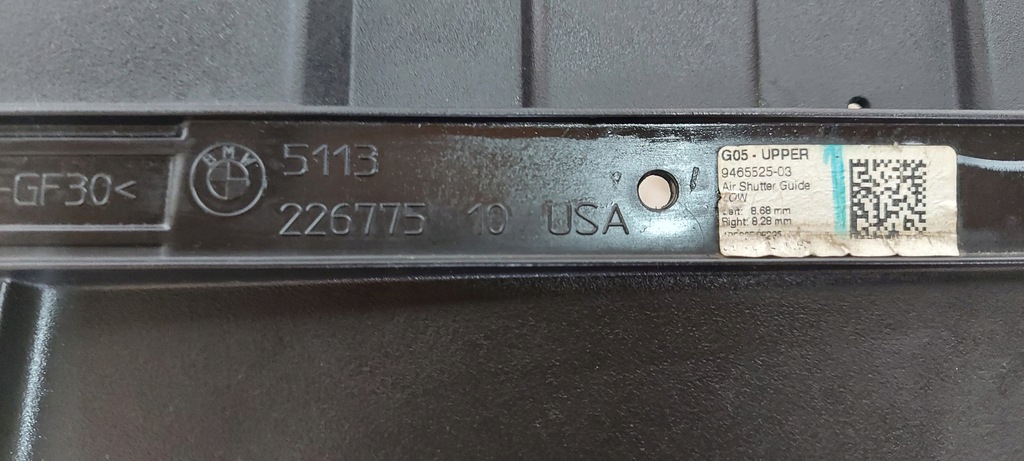 -GF30<
BMW
5113
226775 10 USA
G05 - UPPER
9465525-03
Air Shutter Guide
Left: 8.68 mm
Right: 8.28 mm